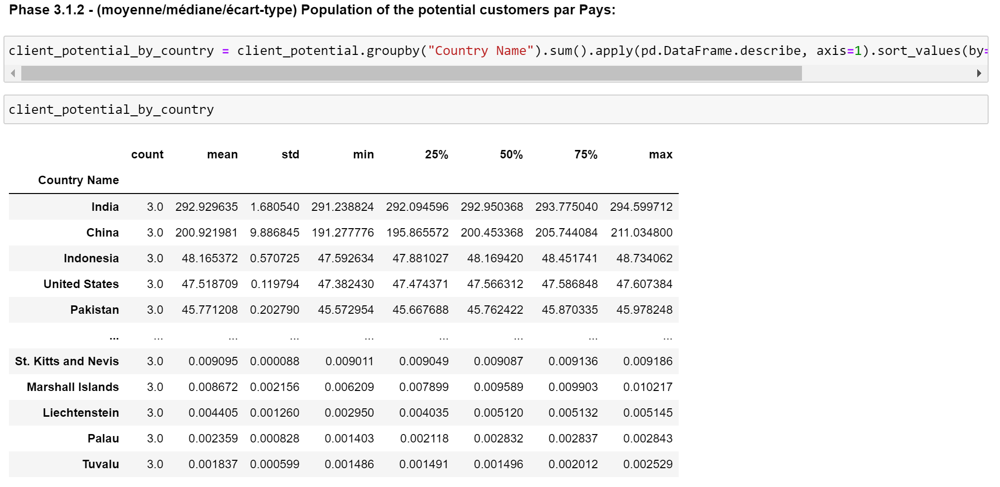 Phase 3.1.2 - (moyenne/médiane/écart-type) Population of the potential customers par Pays:
client_potential_by_country = client_potential.groupby("Country Name").sum().apply(pd.DataFrame.describe, axis=1).sort_values(by=
client_potential_by_country
count mean std min 25% 50% 75% max
Country Name
India 3.0 292.929635 1.680540 291.238824 292.094596 292.950368 293.775040 294.599712
China 3.0 200.921981 9.886845 191.277776 195.865572 200.453368 205.744084 211.034800
Indonesia 3.0 48.165372 0.570725 47.592634 47.881027 48.169420 48.451741 48.734062
United States 3.0 47.518709 0.119794 47.382430 47.474371 47.566312 47.586848 47.607384
Pakistan 3.0 45.771208 0.202790 45.572954 45.667688 45.762422 45.870335 45.978248
... ... ... ... ... ... ... ... ...
St. Kitts and Nevis 3.0 0.009095 0.000088 0.009011 0.009049 0.009087 0.009136 0.009186
Marshall Islands 3.0 0.008672 0.002156 0.006209 0.007899 0.009589 0.009903 0.010217
Liechtenstein 3.0 0.004405 0.001260 0.002950 0.004035 0.005120 0.005132 0.005145
Palau 3.0 0.002359 0.000828 0.001403 0.002118 0.002832 0.002837 0.002843
Tuvalu 3.0 0.001837 0.000599 0.001486 0.001491 0.001496 0.002012 0.002529